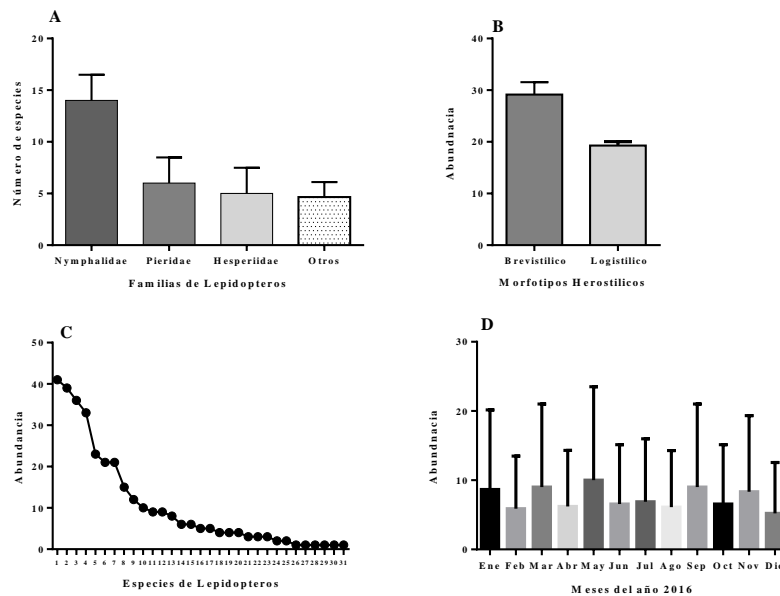 A
Número de especies
20
15
10
5
0
Nymphalidae Pieridae Hesperiidae Otros
Familias de Lepidopteros
B
Abundnacia
40
30
20
10
0
Brevistílico Logistílico
Morfotipos Herostílicos
C
Abundancia
50
40
30
20
10
0
1 2 3 4 5 6 7 8 9 10 11 12 13 14 15 16 17 18 19 20 21 22 23 24 25 26 27 28 29 30 31
Especies de Lepidopteros
D
Abundnacia
30
20
10
0
Ene Feb Mar Abr May Jun Jul Ago Sep Oct Nov Dic
Meses del año 2016